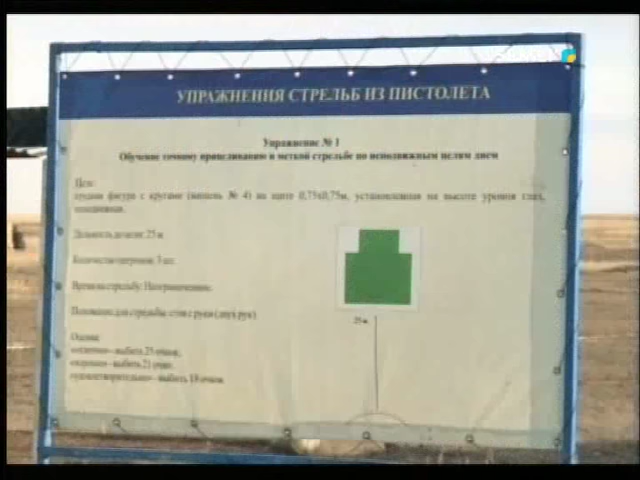 УПРАЖНЕНИЯ СТРЕЛЬБ ИЗ ПИСТОЛЕТА
Упражнение № 1
Обучение точному прицеливанию и меткой стрельбе по неподвижным целям днем
Цель:
грудная фигура с кругами (мишень № 4) на щите 0,75х0,75м, установленная на высоте уровня глаз,
неподвижная.
Дальность до цели: 25 м
Количество патронов: 3 шт.
Время на стрельбу: Неограниченно.
Положение для стрельбы: стоя с руки (двух рук)
Оценка:
«отлично» - выбить 25 очков,
«хорошо» - выбить 21 очко,
«удовлетворительно» - выбить 18 очков.
25 м